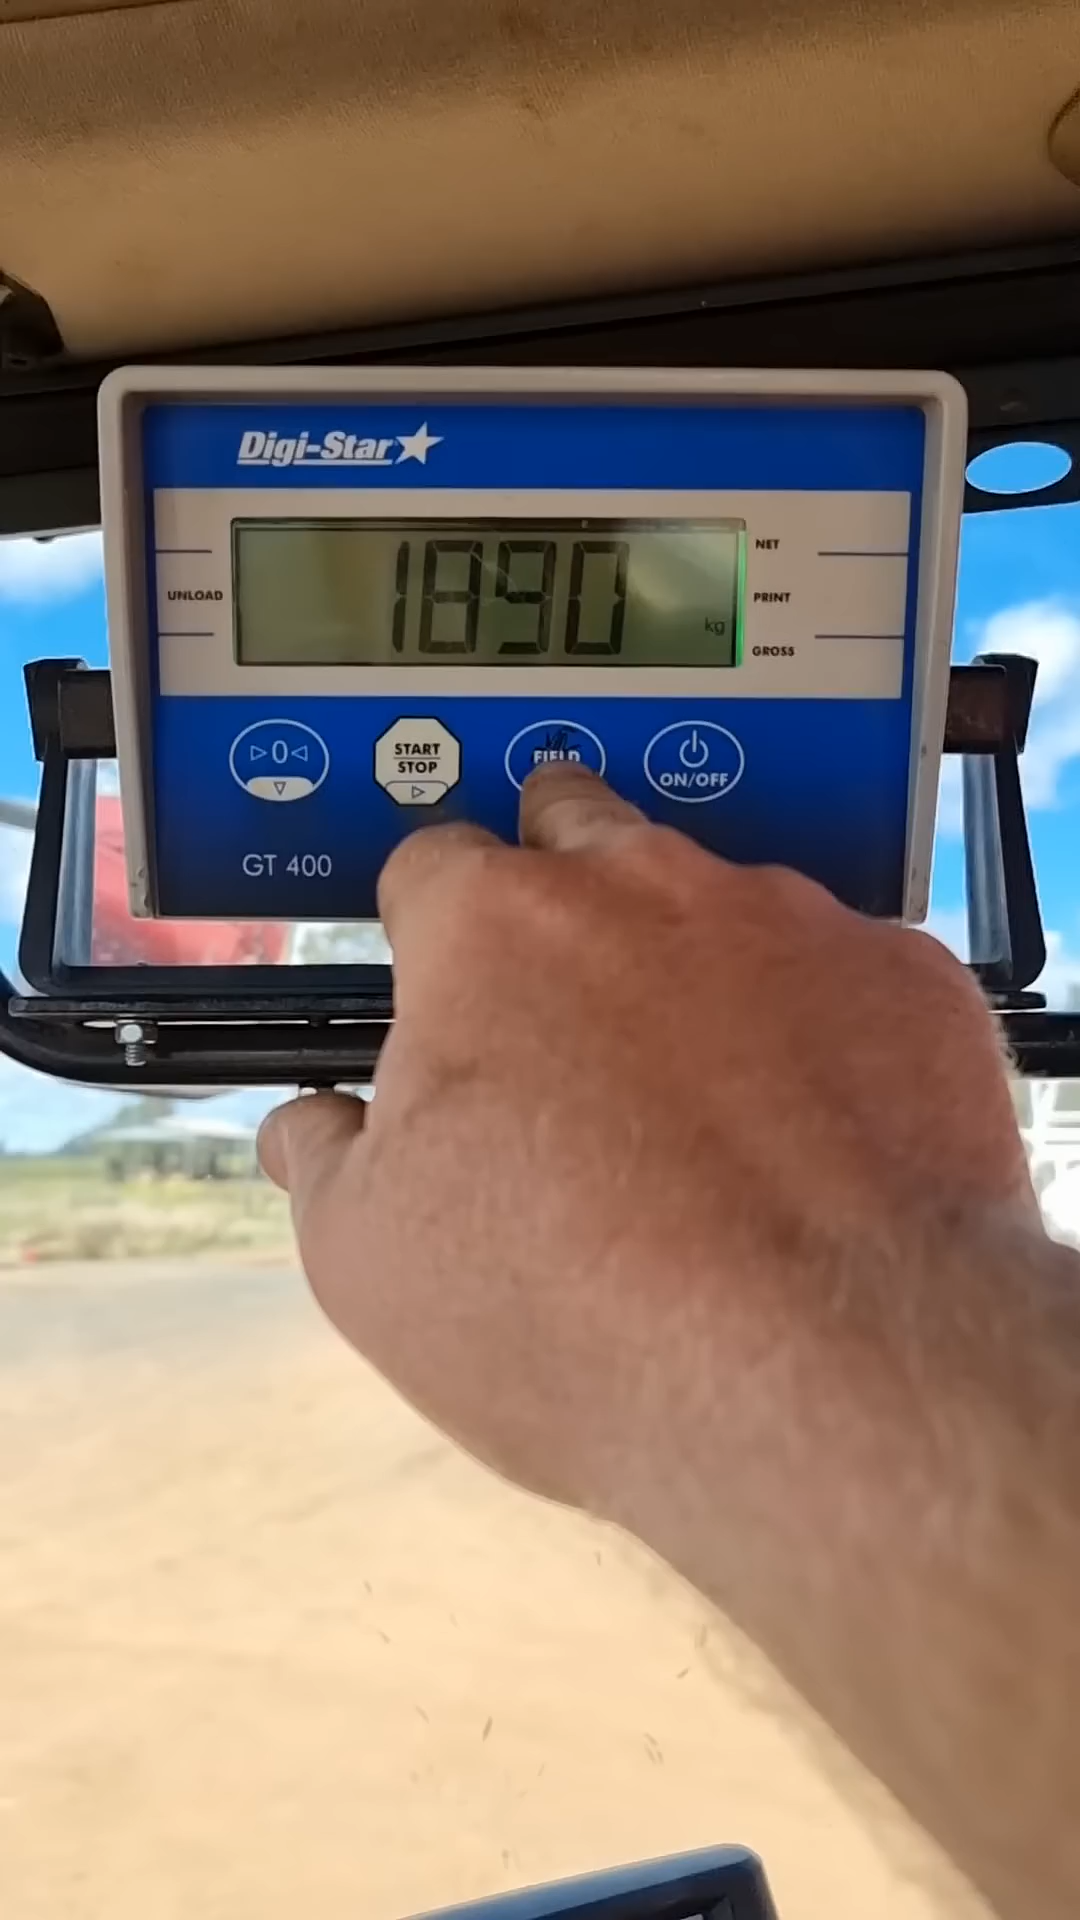 Digi-Star
1890
kg
NET
UNLOAD
PRINT
GROSS
0
START
STOP
FIELD
ON/OFF
GT 400